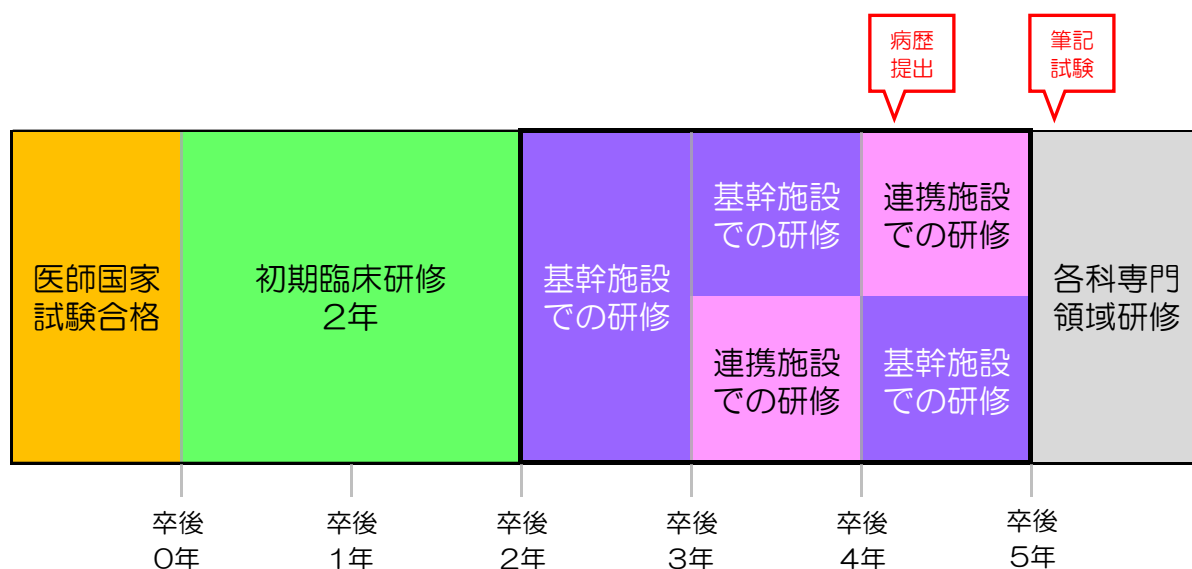 病歴
提出
筆記
試験
医師国家
試験合格
初期臨床研修
2年
基幹施設
での研修
基幹施設
での研修
連携施設
での研修
連携施設
での研修
基幹施設
での研修
各科専門
領域研修
卒後
0年
卒後
1年
卒後
2年
卒後
3年
卒後
4年
卒後
5年